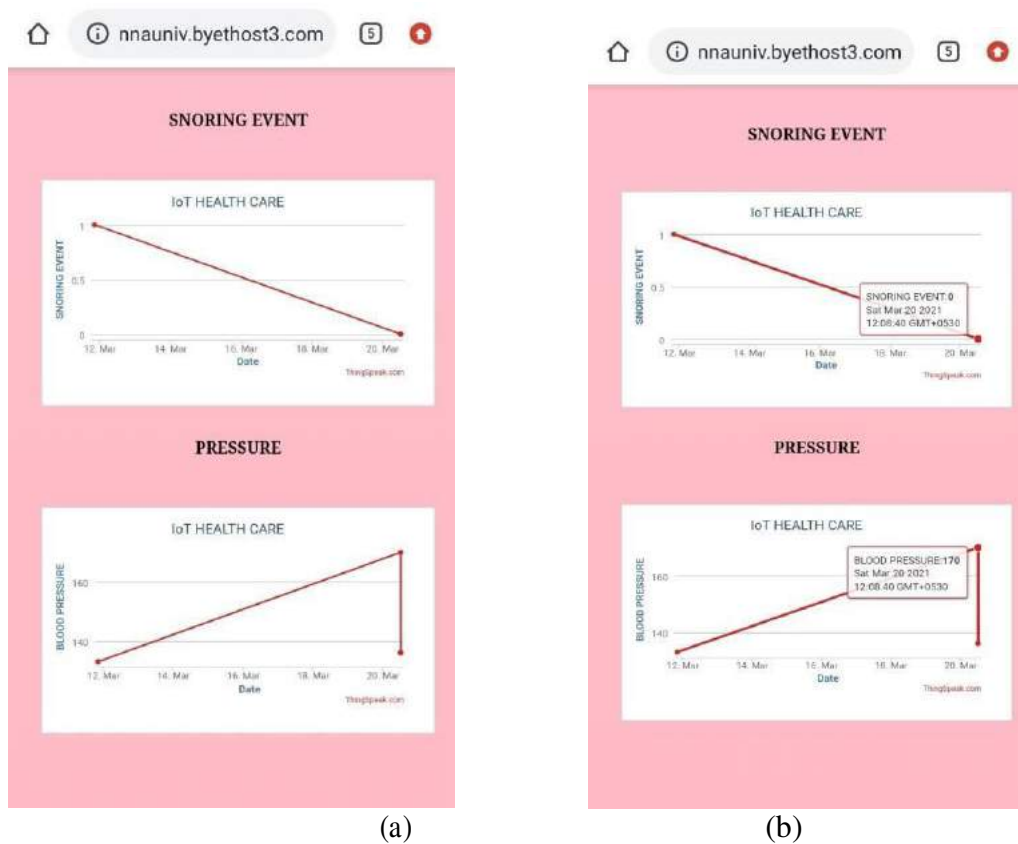 nnauniv.byethost3.com
5
SNORING EVENT
IoT HEALTH CARE
SNORING EVENT
1
0.5
0
12. Mar 14. Mar 16. Mar 18. Mar 20. Mar
Date
ThingSpeak.com
PRESSURE
IoT HEALTH CARE
BLOOD PRESSURE
160
140
12. Mar 14. Mar 16. Mar 18. Mar 20. Mar
Date
ThingSpeak.com
(a)
nnauniv.byethost3.com
5
SNORING EVENT
IoT HEALTH CARE
SNORING EVENT
1
0.5
0
SNORING EVENT:0
Sat Mar 20 2021
12:08:40 GMT+0530
12. Mar 14. Mar 16. Mar 18. Mar 20. Mar
Date
ThingSpeak.com
PRESSURE
IoT HEALTH CARE
BLOOD PRESSURE
160
140
BLOOD PRESSURE:170
Sat Mar 20 2021
12:08:40 GMT+0530
12. Mar 14. Mar 16. Mar 18. Mar 20. Mar
Date
ThingSpeak.com
(b)